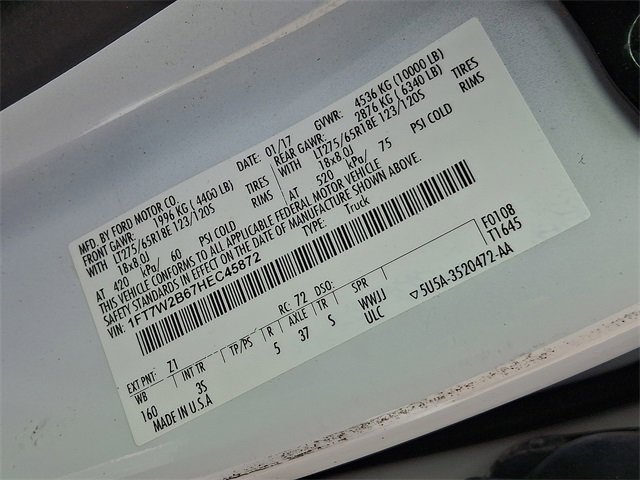 MFD. BY FORD MOTOR CO.
DATE: 01/17 GVWR: 4536 KG (10000 LB)
FRONT GAWR: 1996 KG ( 4400 LB) REAR GAWR: 2876 KG ( 6340 LB)
WITH LT275/65R18E 123/120S TIRES WITH LT275/65R18E 123/120S TIRES
18x8.0J RIMS 18x8.0J RIMS
AT 420 kPa/ 60 PSI COLD AT 520 kPa/ 75 PSI COLD
THIS VEHICLE CONFORMS TO ALL APPLICABLE FEDERAL MOTOR VEHICLE
SAFETY STANDARDS IN EFFECT ON THE DATE OF MANUFACTURE SHOWN ABOVE.
VIN: 1FT7W2B67HEC45872 TYPE: Truck
F0108
T1645
EXT PNT: Z1 RC: 72 DSO:
WB INT TR TP/PS R AXLE TR SPR
160 3S 5 37 S WWJJ
ULC
MADE IN U.S.A ▽5U5A-3520472-AA